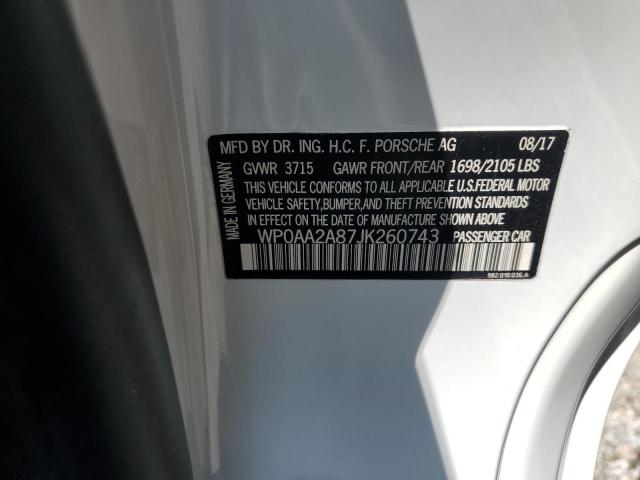 MFD BY DR. ING. H.C. F. PORSCHE AG 08/17
GVWR 3715 GAWR FRONT/REAR 1698/2105 LBS
THIS VEHICLE CONFORMS TO ALL APPLICABLE U.S.FEDERAL MOTOR
VEHICLE SAFETY,BUMPER,AND THEFT PREVENTION STANDARDS
IN EFFECT ON THE DATE OF MANUFACTURE SHOWN ABOVE
WP0AA2A87JK260743 PASSENGER CAR
982.010.036.A
MADE IN GERMANY